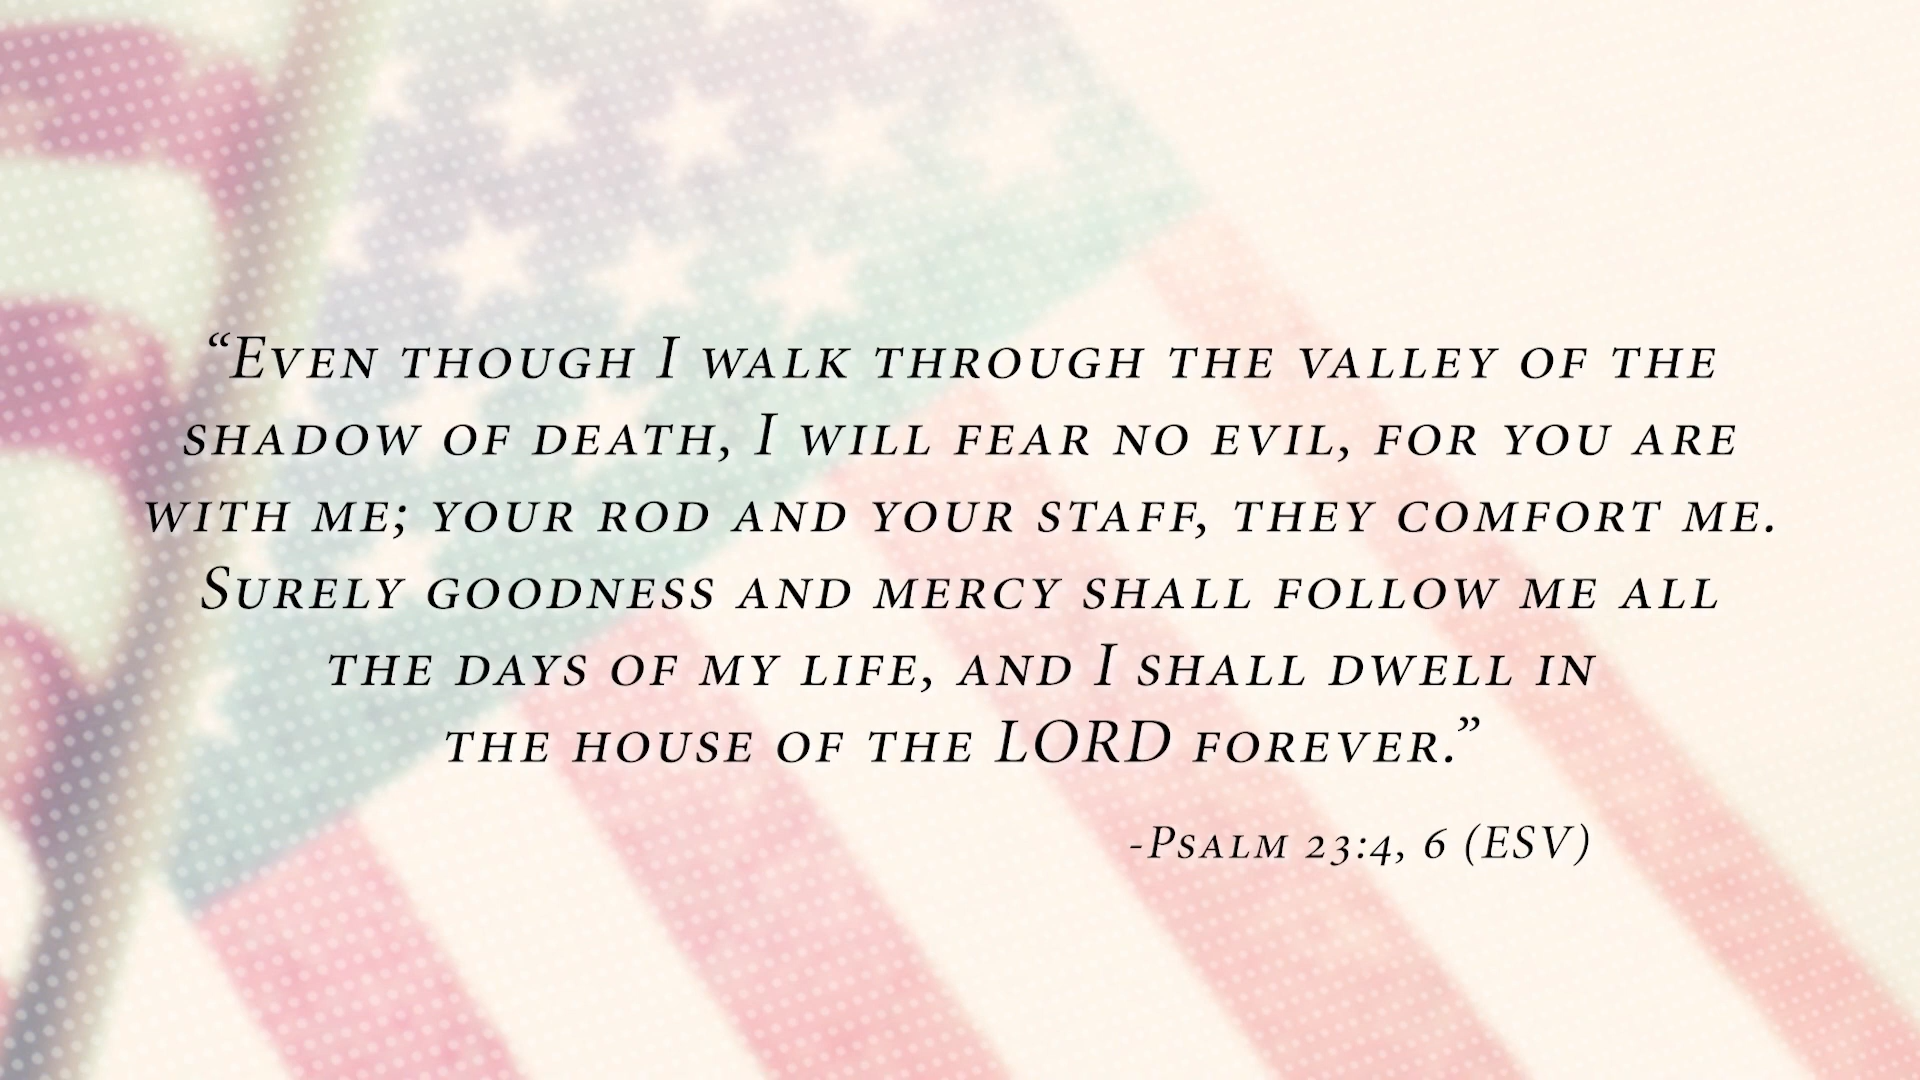 “Even though I walk through the valley of the
shadow of death, I will fear no evil, for you are
with me; your rod and your staff, they comfort me.
Surely goodness and mercy shall follow me all
the days of my life, and I shall dwell in
the house of the LORD forever.”
-Psalm 23:4, 6 (ESV)